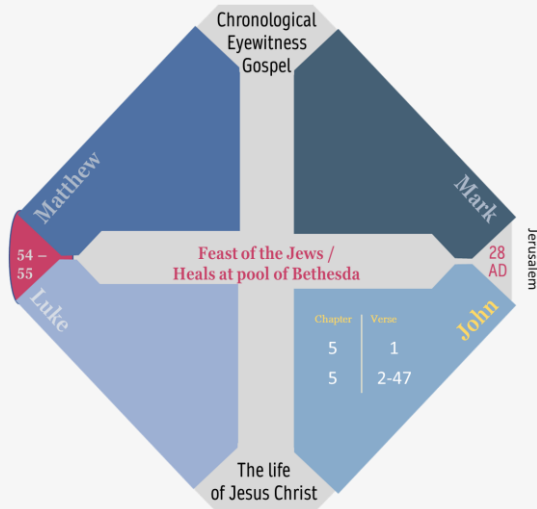 Chronological
Eyewitness
Gospel
Matthew
Mark
54 –
55
Feast of the Jews /
Heals at pool of Bethesda
28
AD
Jerusalem
Luke
John
Chapter Verse
5 1
5 2-47
The life
of Jesus Christ